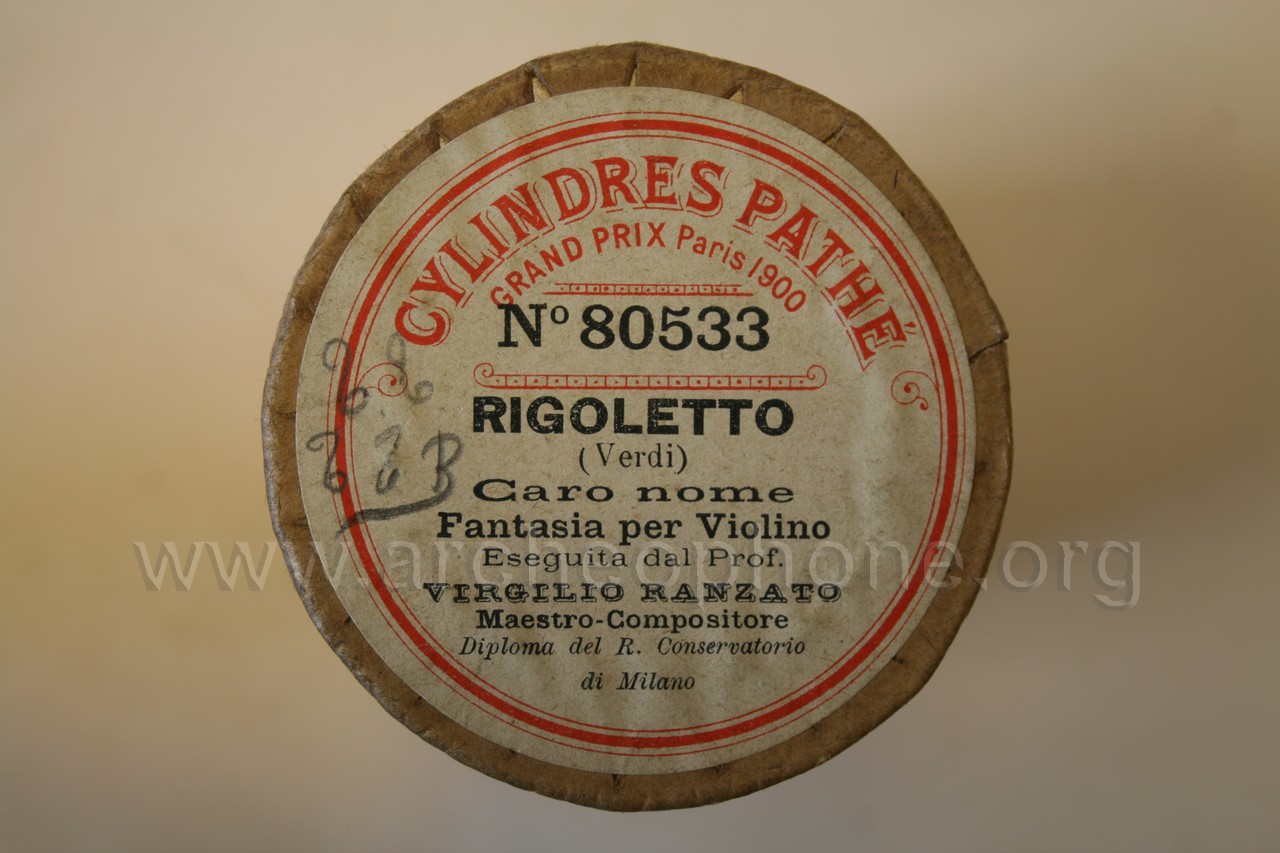 CYLINDRES PATHÉ
GRAND PRIX Paris 1900
Nº 80533
RIGOLETTO
(Verdi)
Caro nome
Fantasia per Violino
Eseguita dal Prof.
VIRGILIO RANZATO
Maestro-Compositore
Diploma del R. Conservatorio
di Milano
www.archeophone.org